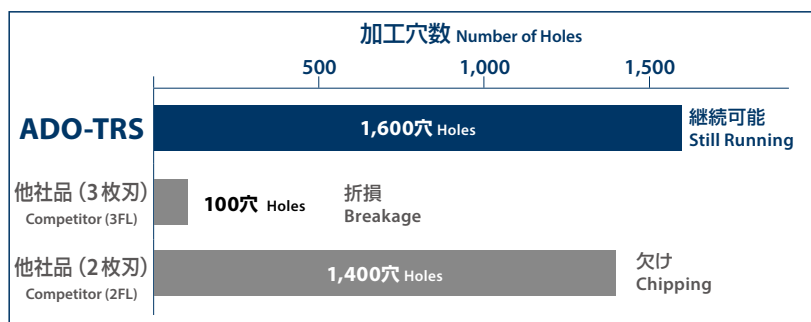 加工穴数 Number of Holes
500 1,000 1,500
ADO-TRS
1,600穴 Holes
継続可能
Still Running
他社品（3枚刃）
Competitor (3FL)
100穴 Holes
折損
Breakage
他社品（2枚刃）
Competitor (2FL)
1,400穴 Holes
欠け
Chipping